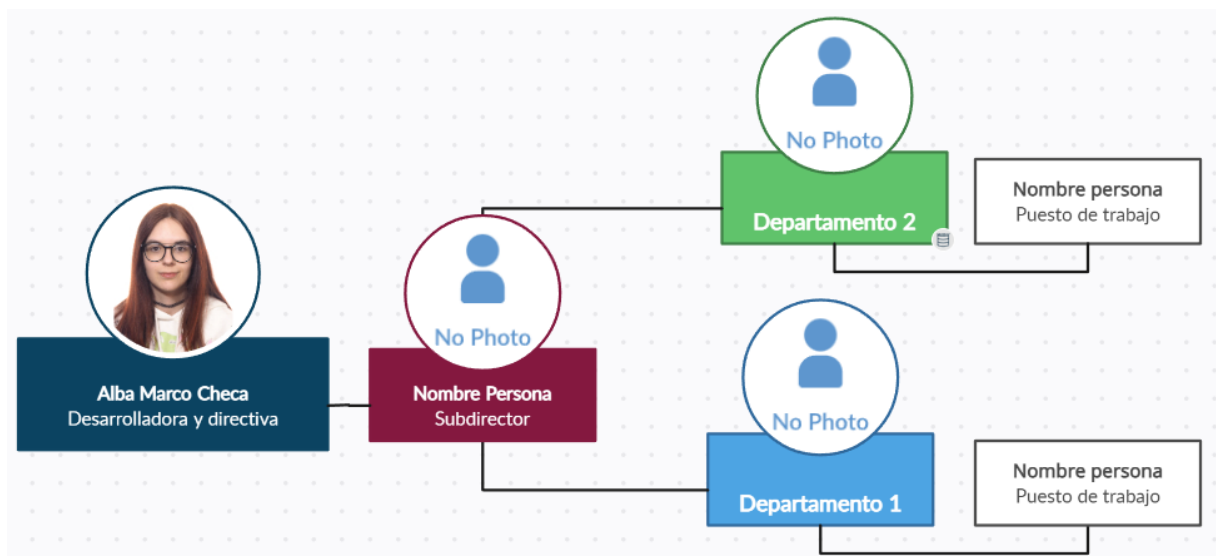 No Photo
Departamento 2
Nombre persona
Puesto de trabajo
Alba Marco Checa
Desarrolladora y directiva
No Photo
Nombre Persona
Subdirector
No Photo
Departamento 1
Nombre persona
Puesto de trabajo